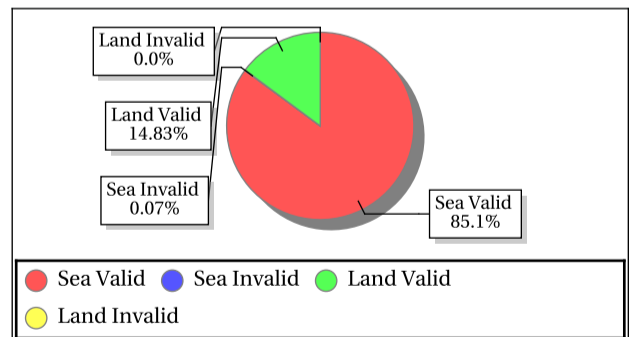 Land Invalid
0.0%
Land Valid
14.83%
Sea Invalid
0.07%
Sea Valid
85.1%
Sea Valid Sea Invalid Land Valid
Land Invalid